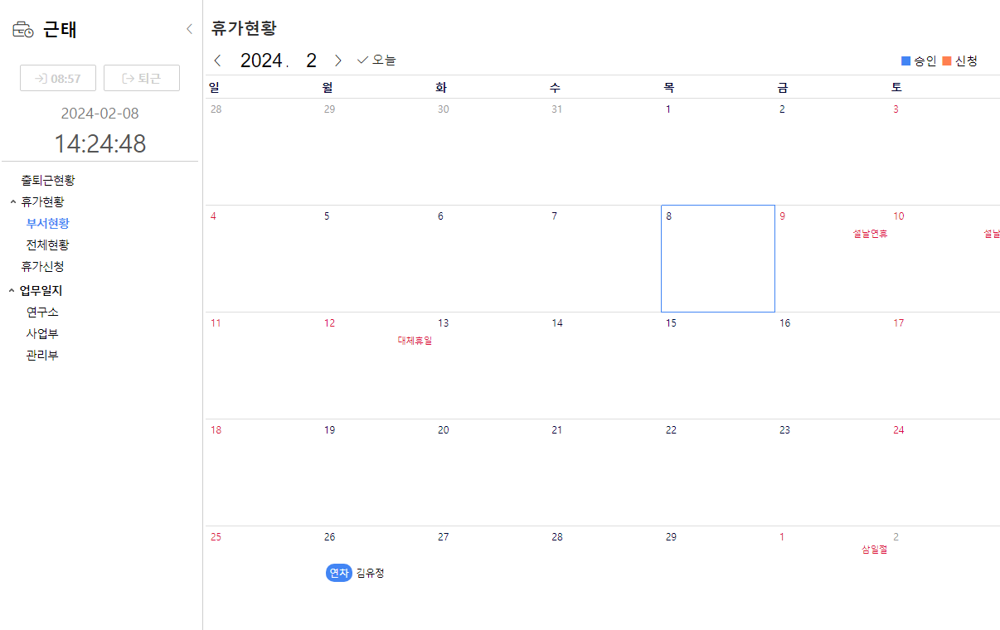 근태
08:57 퇴근
2024-02-08
14:24:48
출퇴근현황
휴가현황
부서현황
전체현황
휴가신청
업무일지
연구소
사업부
관리부
휴가현황
2024. 2 오늘
승인 신청
일 월 화 수 목 금 토
28 29 30 31 1 2 3
4 5 6 7 8 9 10
설날연휴 설날
11 12 13 14 15 16 17
대체휴일
18 19 20 21 22 23 24
25 26 27 28 29 1 2
삼일절
연차 김유정